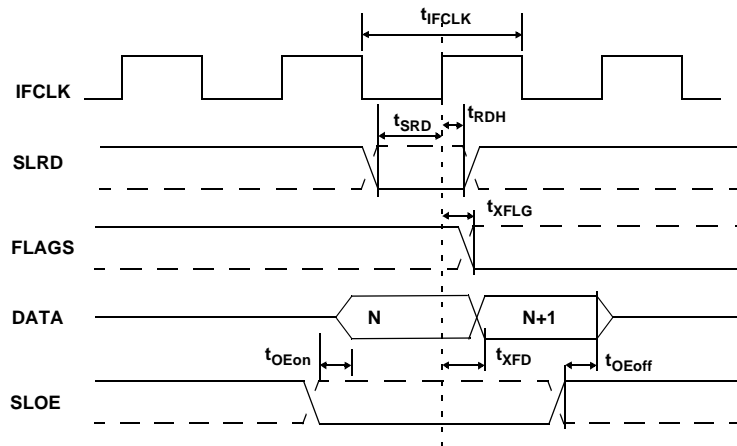 tIFCLK
IFCLK
tSRD
tRDH
SLRD
tXFLG
FLAGS
DATA
N
N+1
tOEon
tXFD
tOEoff
SLOE